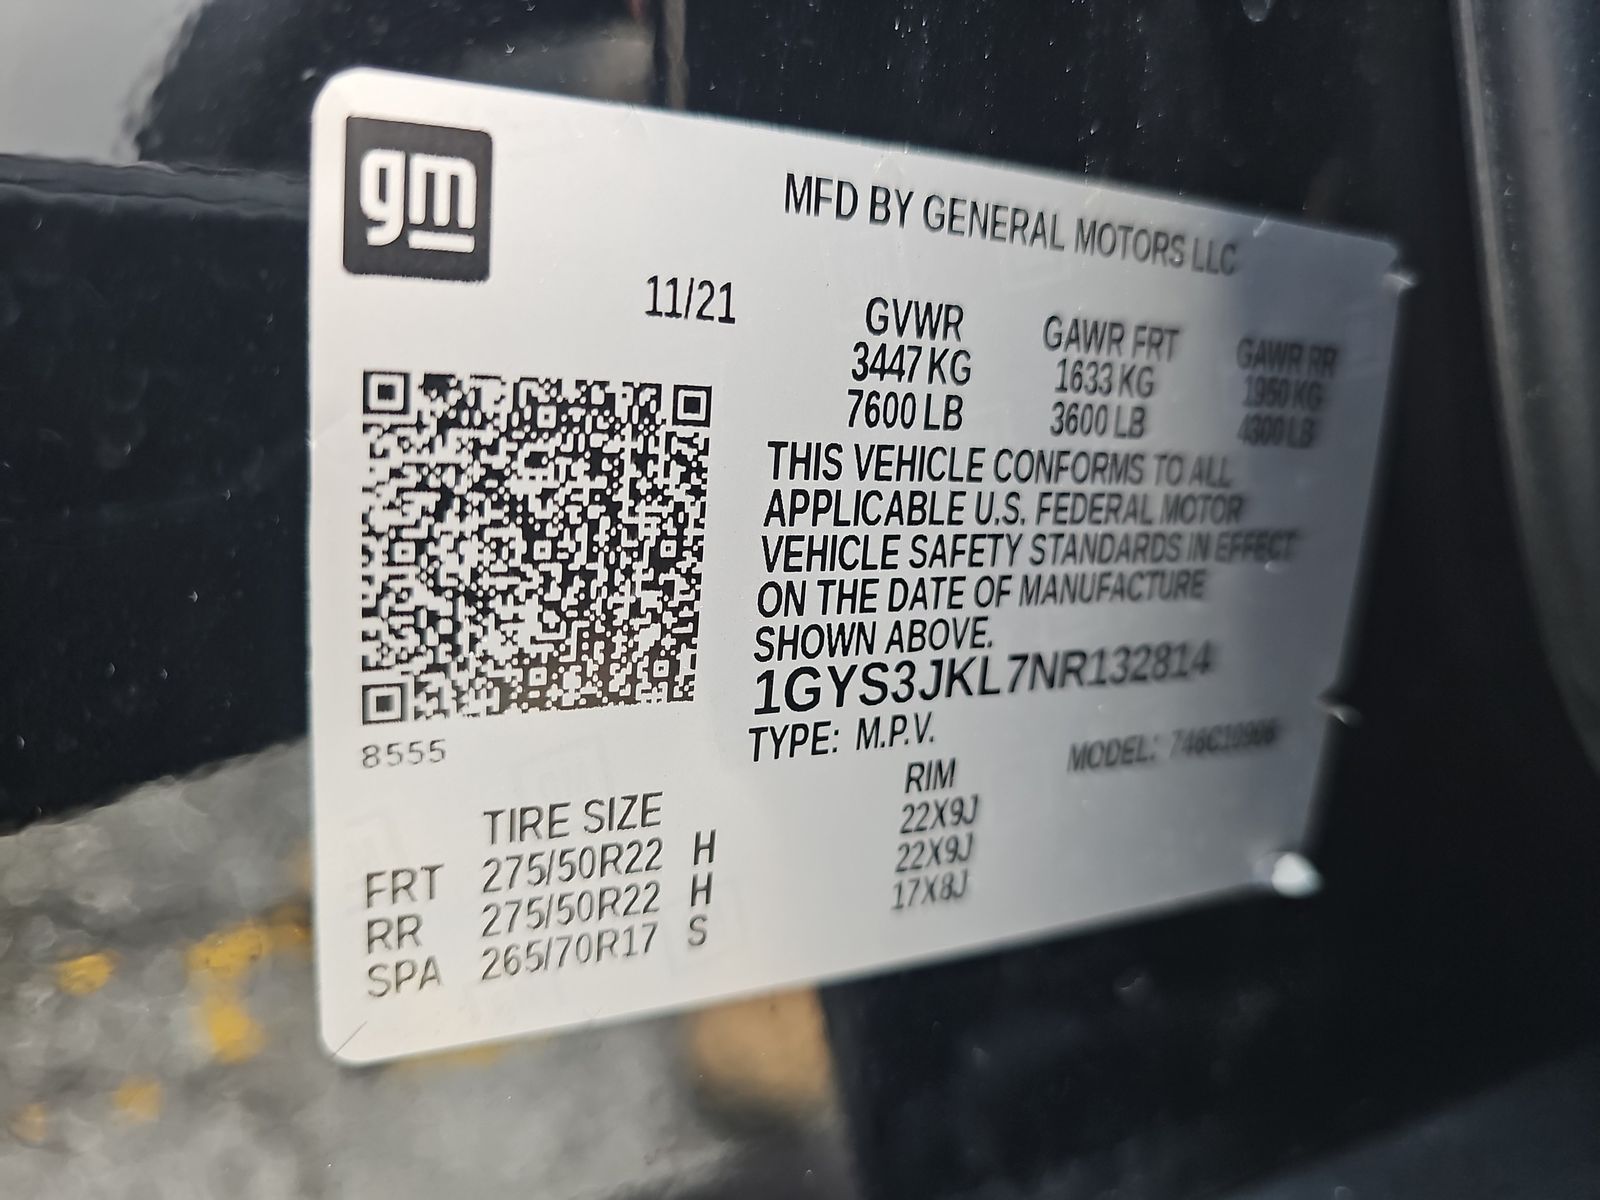 gm
MFD BY GENERAL MOTORS LLC
11/21
GVWR GAWR FRT GAWR RR
3447 KG 1633 KG 1950 KG
7600 LB 3600 LB 4300 LB
THIS VEHICLE CONFORMS TO ALL
APPLICABLE U.S. FEDERAL MOTOR
VEHICLE SAFETY STANDARDS IN EFFECT
ON THE DATE OF MANUFACTURE
SHOWN ABOVE.
1GYS3JKL7NR132814
TYPE: M.P.V. MODEL:
8555
TIRE SIZE RIM
FRT 275/50R22 H 22X9J
RR 275/50R22 H 22X9J
SPA 265/70R17 S 17X8J